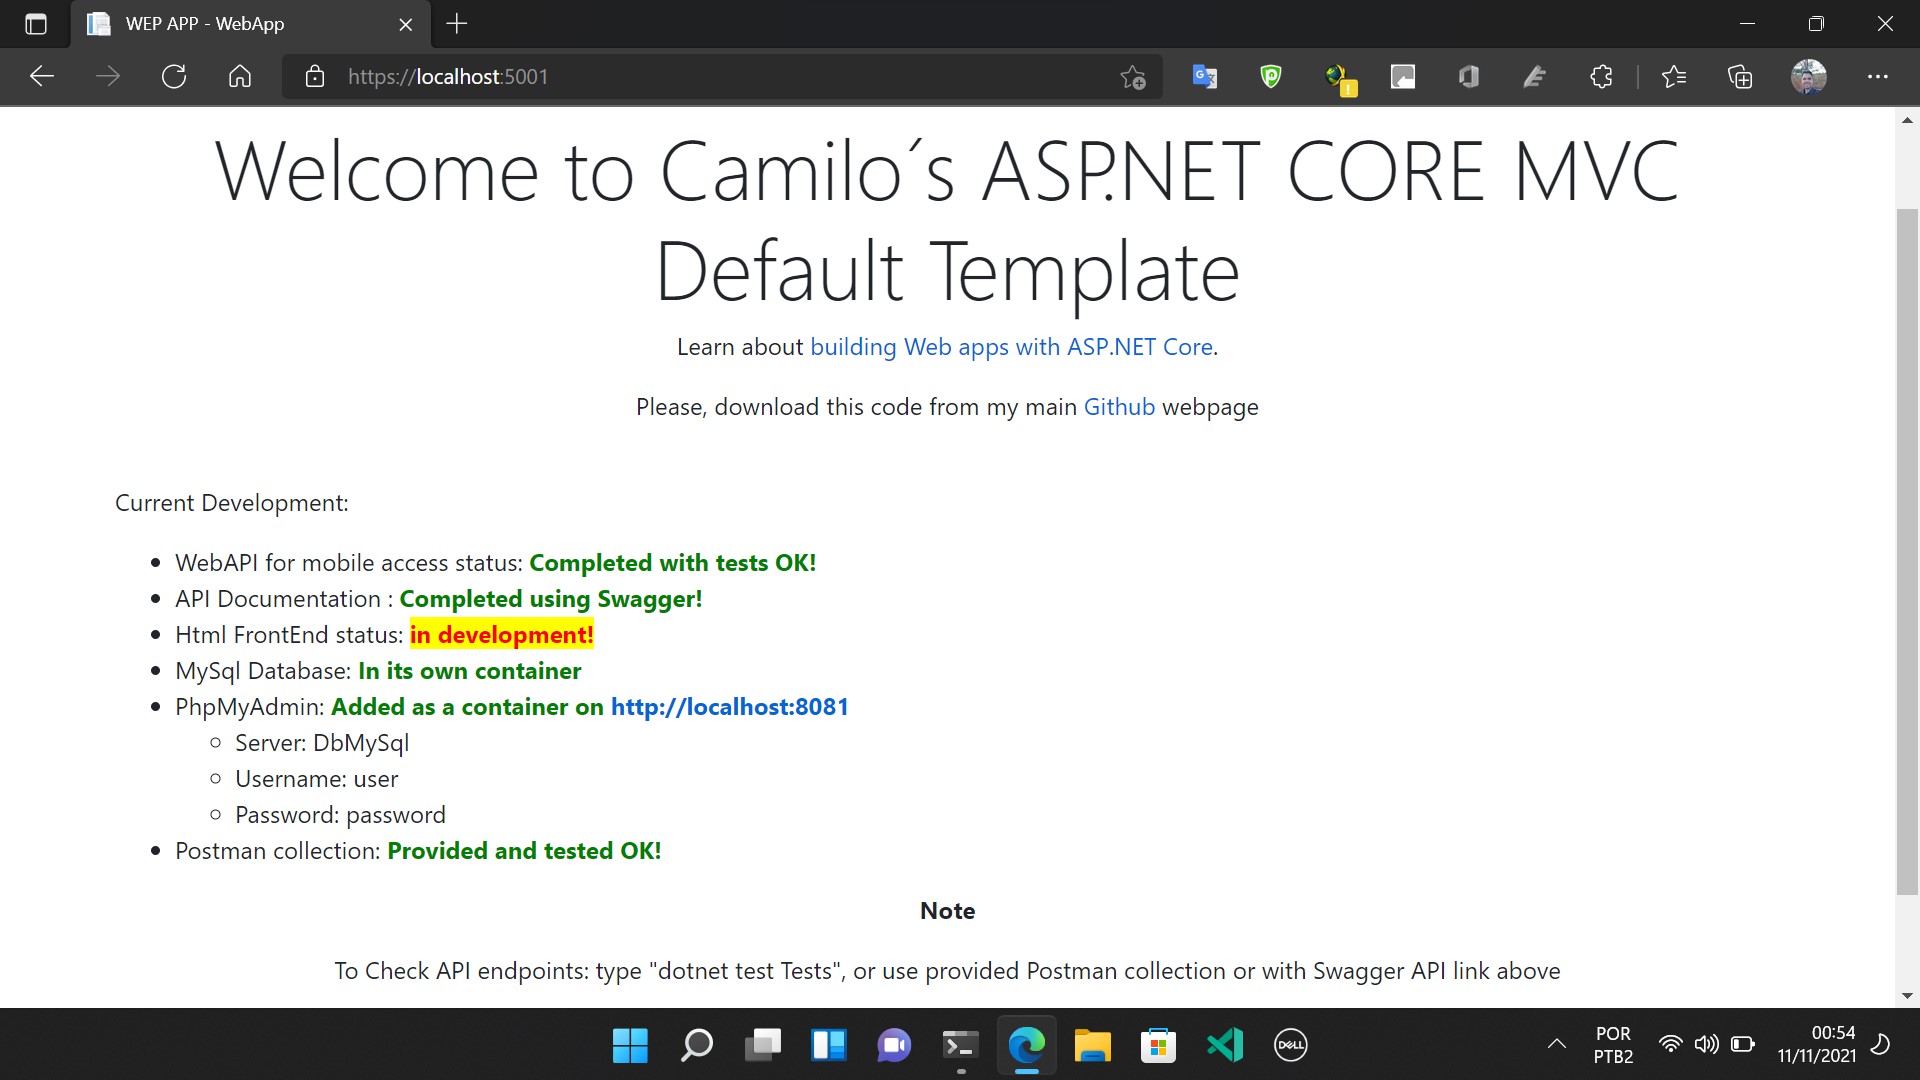 WEP APP - WebApp
https://localhost:5001
Welcome to Camilo´s ASP.NET CORE MVC
Default Template
Learn about building Web apps with ASP.NET Core.
Please, download this code from my main Github webpage
Current Development:
WebAPI for mobile access status: Completed with tests OK!
API Documentation : Completed using Swagger!
Html FrontEnd status: in development!
MySql Database: In its own container
PhpMyAdmin: Added as a container on http://localhost:8081
Server: DbMySql
Username: user
Password: password
Postman collection: Provided and tested OK!
Note
To Check API endpoints: type "dotnet test Tests", or use provided Postman collection or with Swagger API link above
DELL
POR
PTB2
00:54
11/11/2021